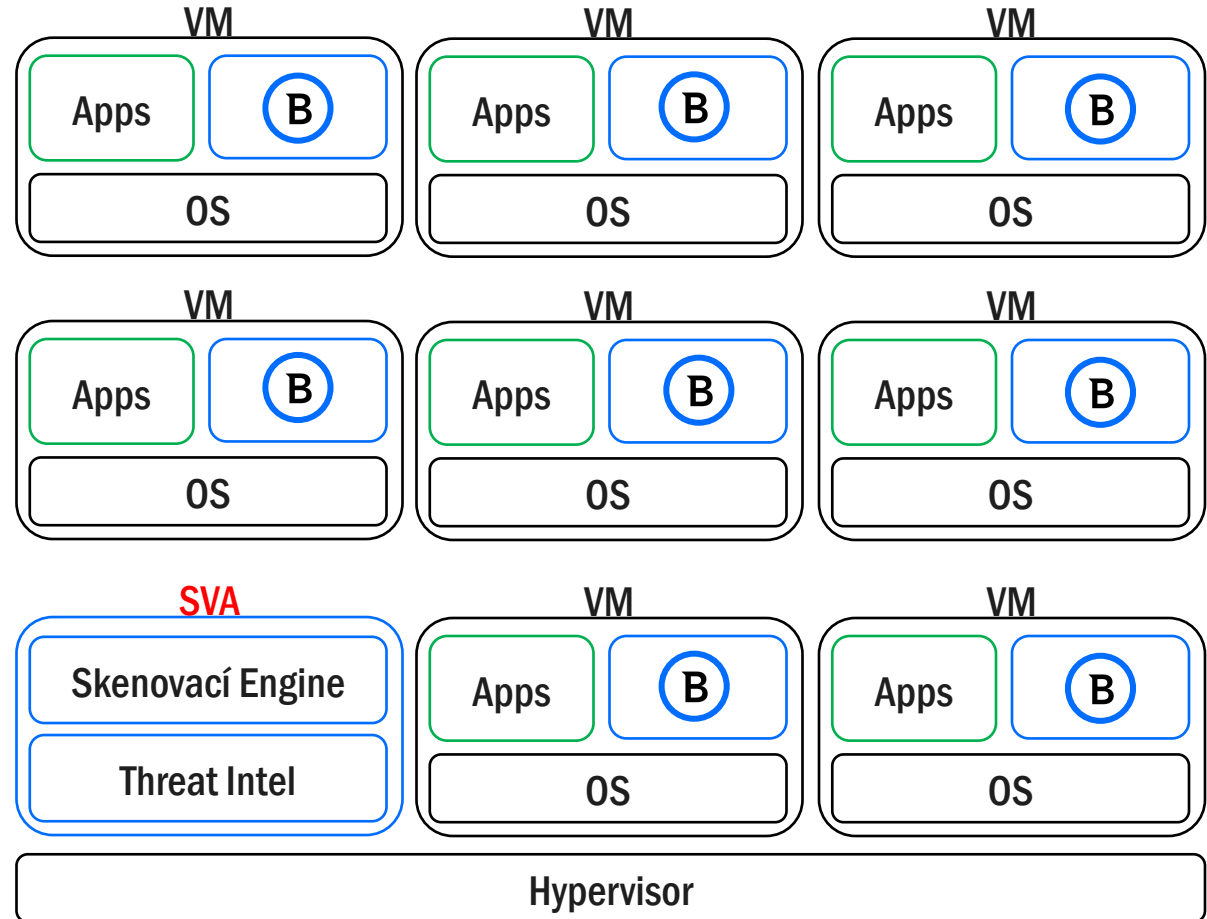 VM VM VM
Apps B Apps B Apps B
OS OS OS
VM VM VM
Apps B Apps B Apps B
OS OS OS
SVA VM VM
Skenovací Engine Apps B Apps B
Threat Intel OS OS
Hypervisor